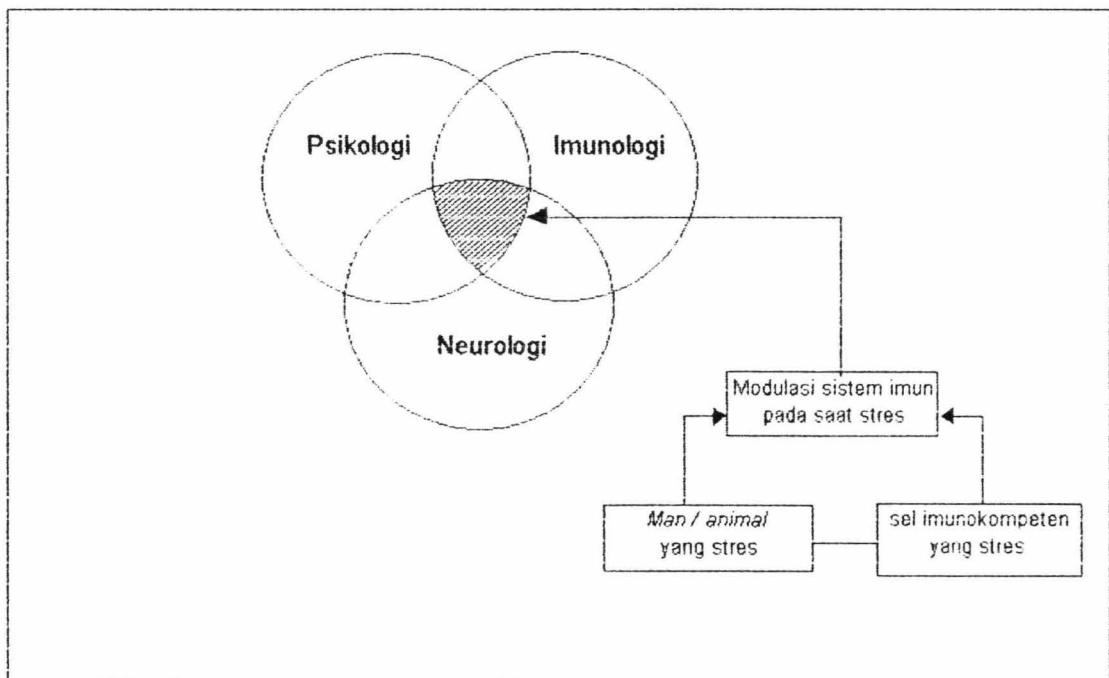 Psikologi
Imunologi
Neurologi
Modulasi sistem imun
pada saat stres
Man / animal
yang stres
sel imunokompeten
yang stres